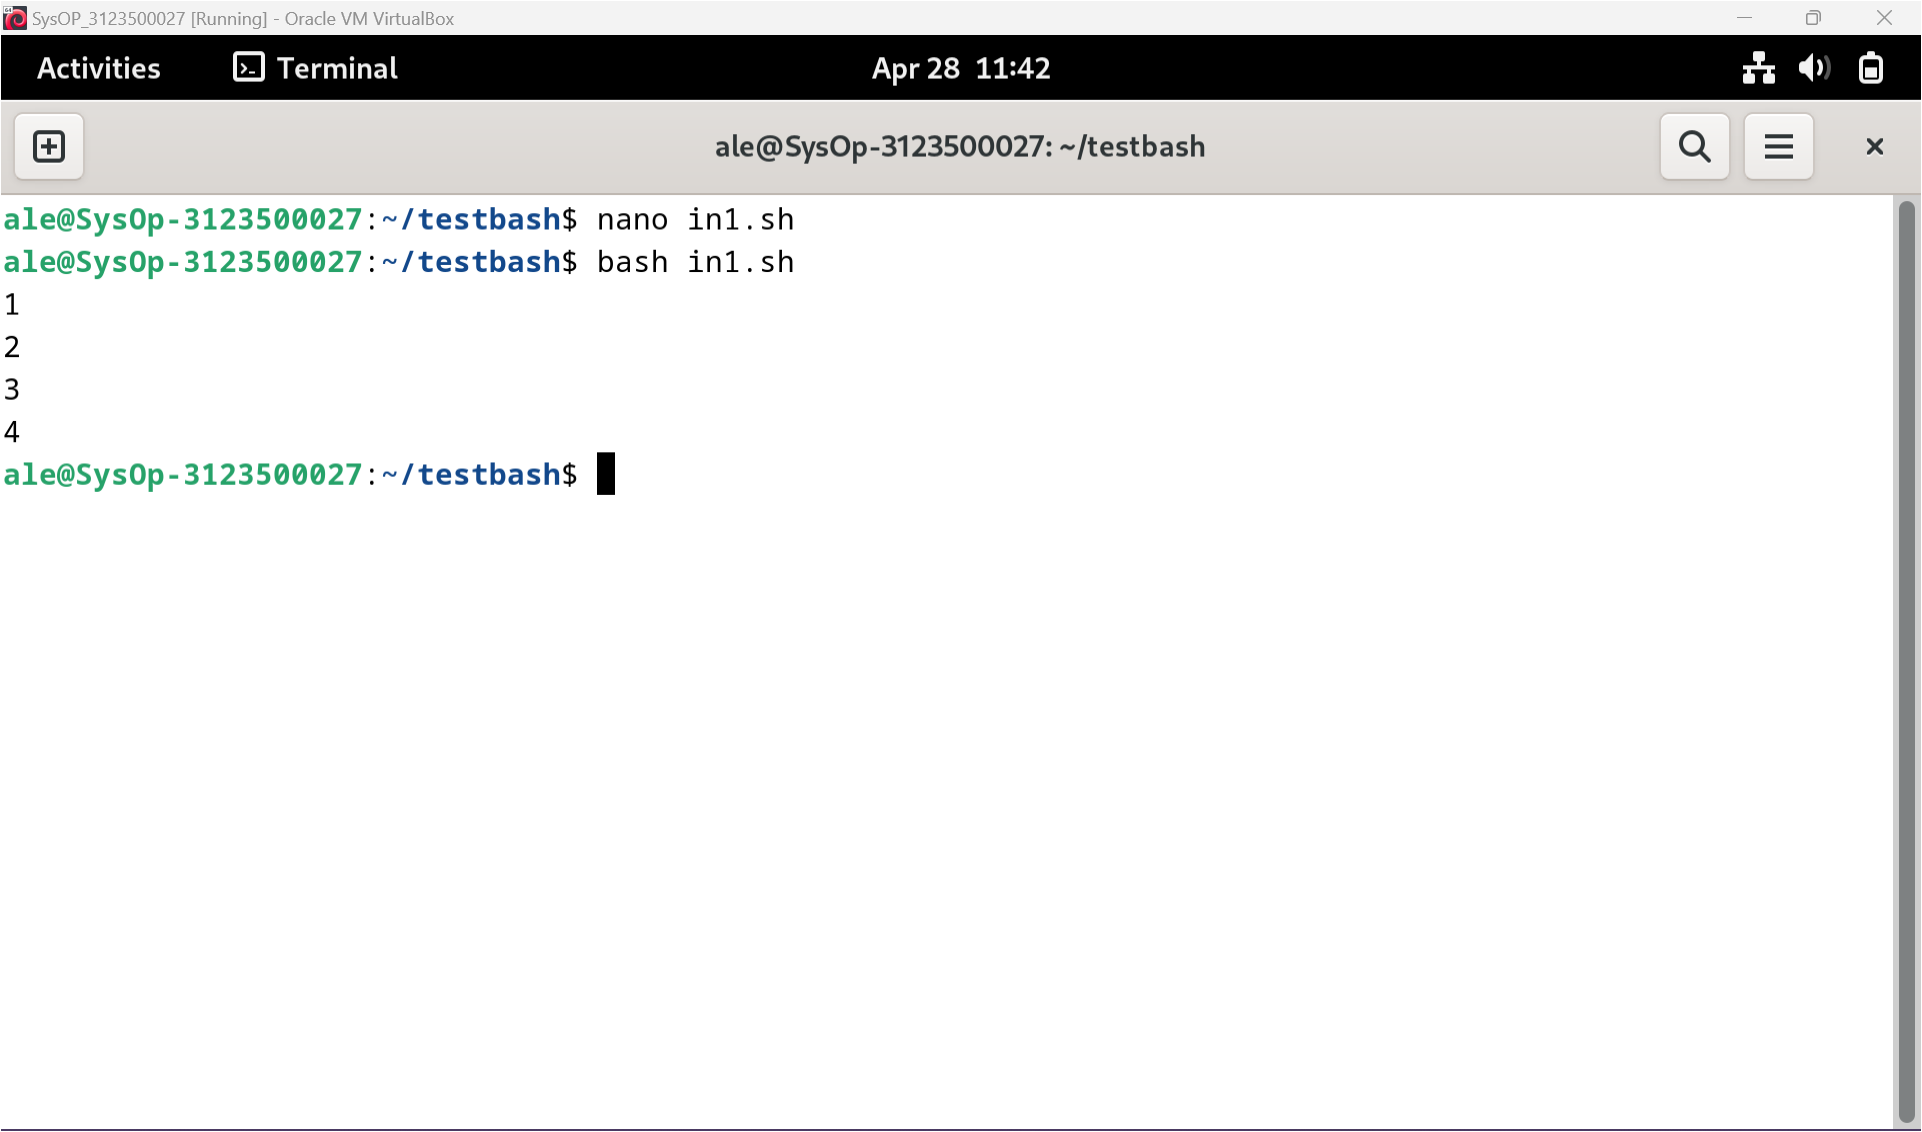 SysOP_3123500027 [Running] - Oracle VM VirtualBox
Activities Terminal Apr 28 11:42
ale@SysOp-3123500027: ~/testbash
ale@SysOp-3123500027:~/testbash$ nano in1.sh
ale@SysOp-3123500027:~/testbash$ bash in1.sh
1
2
3
4
ale@SysOp-3123500027:~/testbash$